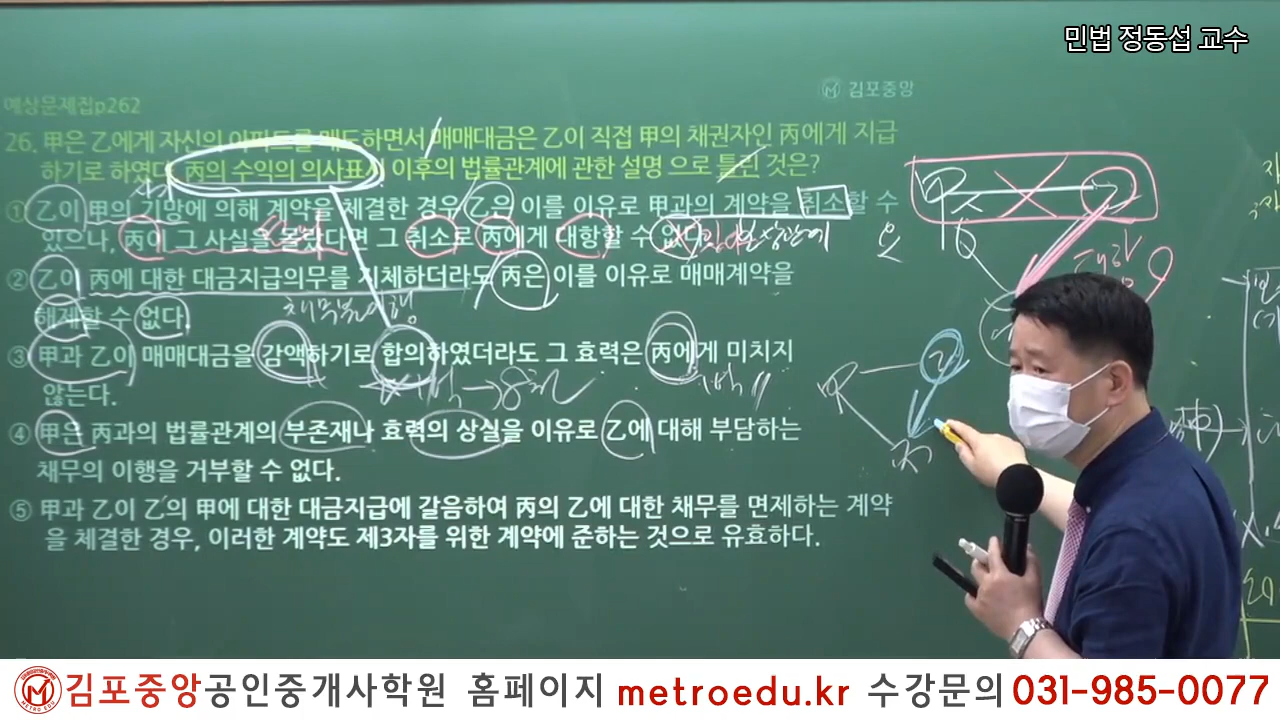 민법 정동섭 교수
김포중앙
예상문제집p262
26. 甲은 乙에게 자신의 아파트를 매도하면서 매매대금은 乙이 직접 甲의 채권자인 丙에게 지급
하기로 하였다. 丙의 수익의 의사표시 이후의 법률관계에 관한 설명 으로 틀린 것은?
① 乙이 甲의 기망에 의해 계약을 체결한 경우 乙은 이를 이유로 甲과의 계약을 취소할 수
있으나, 丙이 그 사실을 몰랐다면 그 취소로 丙에게 대항할 수 없다.
② 乙이 丙에 대한 대금지급의무를 지체하더라도 丙은 이를 이유로 매매계약을
해제할 수 없다.
채무불이행
③ 甲과 乙이 매매대금을 감액하기로 합의하였더라도 그 효력은 丙에게 미치지
않는다.
1억 → 8천
1억
④ 甲은 丙과의 법률관계의 부존재나 효력의 상실을 이유로 乙에 대해 부담하는
채무의 이행을 거부할 수 없다.
⑤ 甲과 乙이 乙의 甲에 대한 대금지급에 갈음하여 丙의 乙에 대한 채무를 면제하는 계약
을 체결한 경우, 이러한 계약도 제3자를 위한 계약에 준하는 것으로 유효하다.
甲
乙
丙
METRO EDU
김포중앙공인중개사학원 홈페이지 metroedu.kr 수강문의 031-985-0077